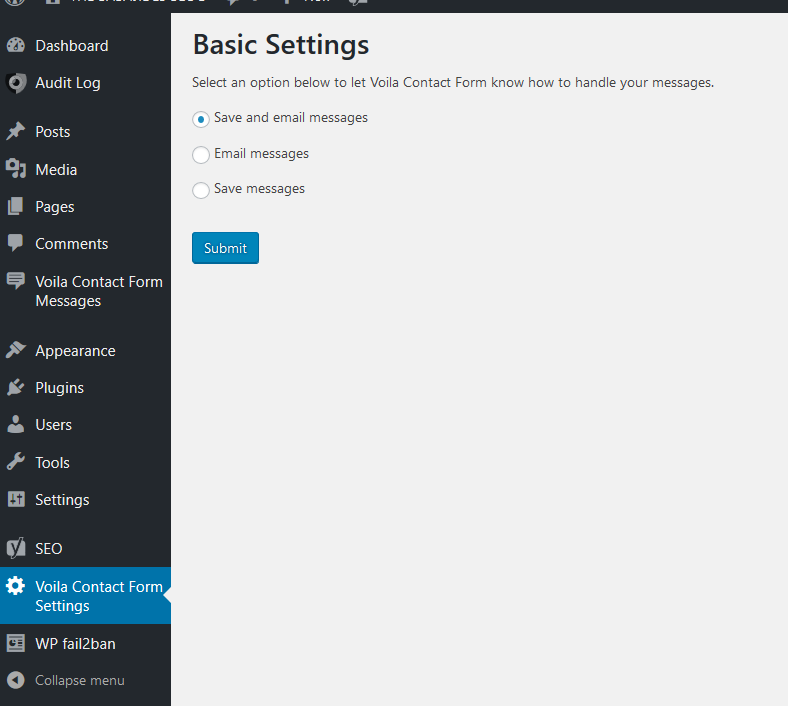 Dashboard
Audit Log
Posts
Media
Pages
Comments
Voila Contact Form
Messages
Appearance
Plugins
Users
Tools
Settings
SEO
Voila Contact Form
Settings
WP fail2ban
Collapse menu
Basic Settings
Select an option below to let Voila Contact Form know how to handle your messages.
Save and email messages
Email messages
Save messages
Submit